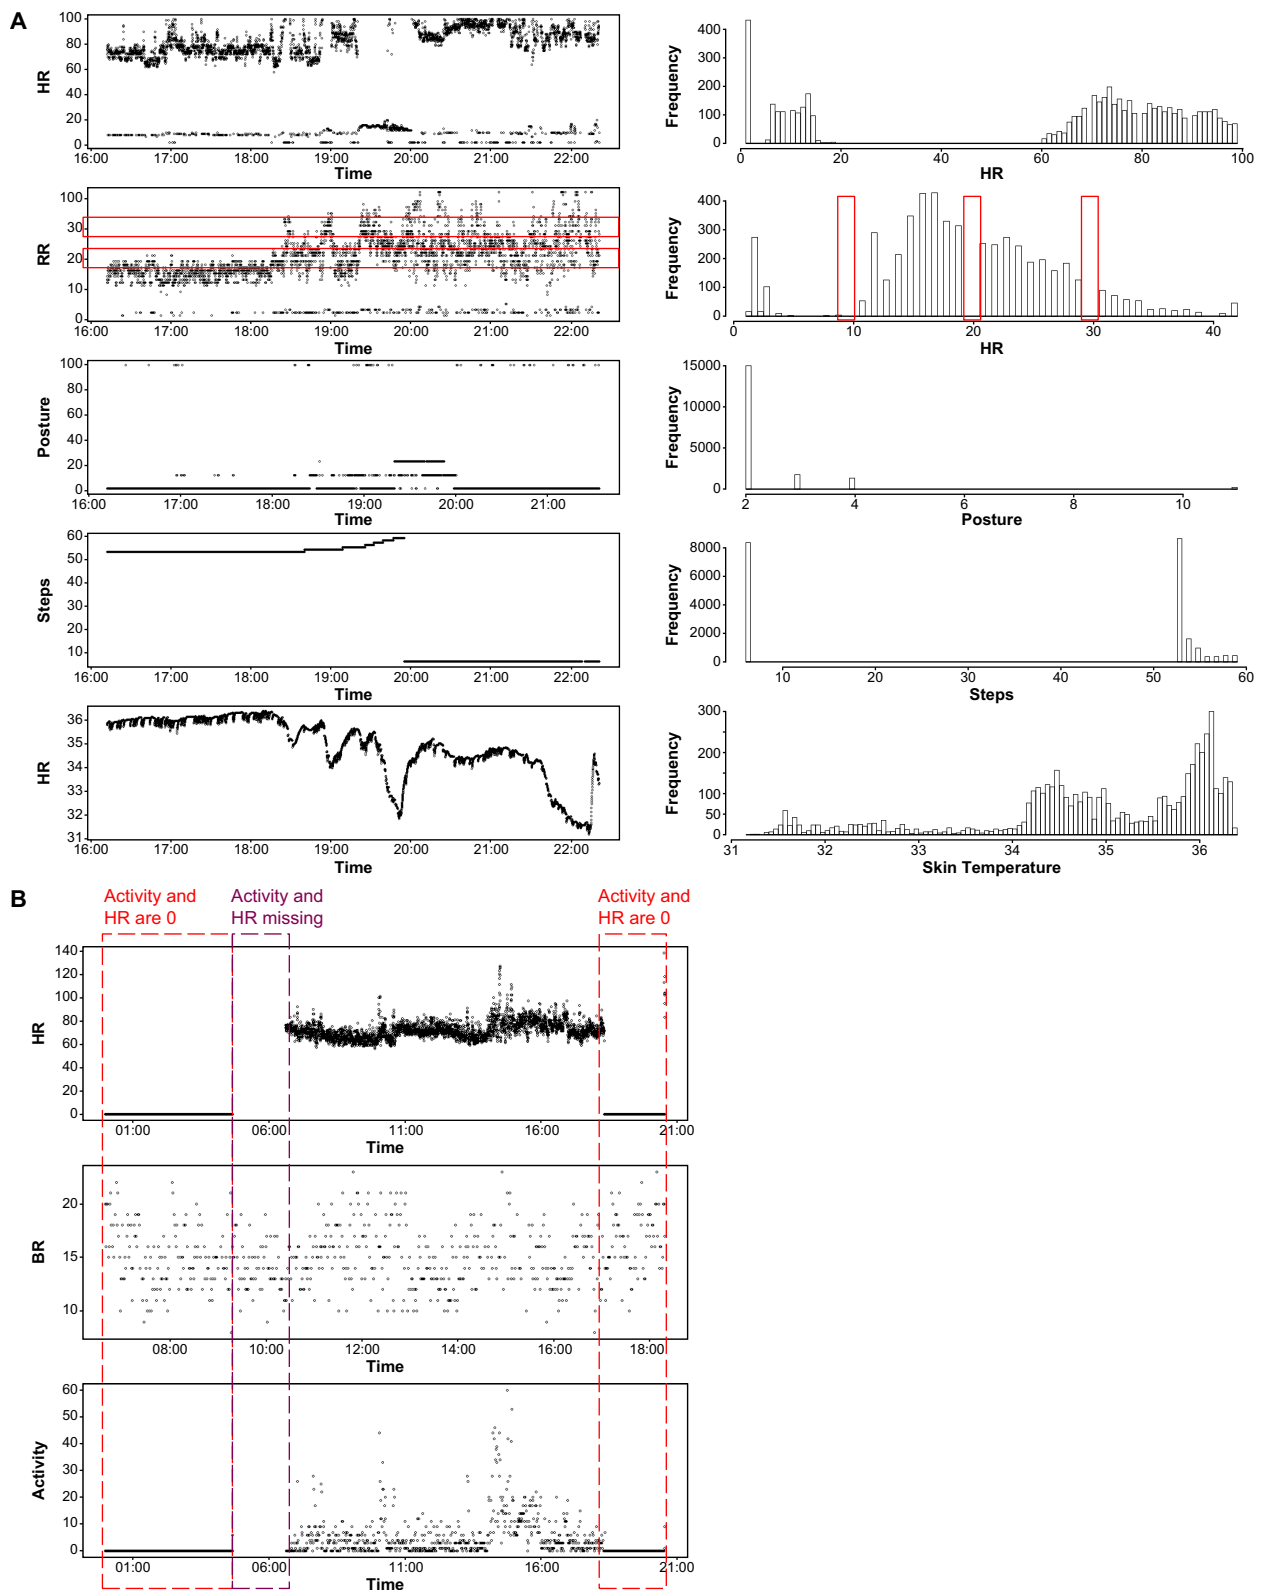 A
HR
100
80
60
40
20
0
16:00 17:00 18:00 19:00 20:00 21:00 22:00
Time
Frequency
400
300
200
100
0
0 20 40 60 80 100
HR
RR
100
30
20
10
0
16:00 17:00 18:00 19:00 20:00 21:00 22:00
Time
Frequency
400
300
200
100
0
0 10 20 30 40
HR
Posture
100
80
60
40
20
0
16:00 17:00 18:00 19:00 20:00 21:00
Time
Frequency
15000
10000
5000
0
2 4 6 8 10
Posture
Steps
60
50
40
30
20
10
16:00 17:00 18:00 19:00 20:00 21:00 22:00
Time
Frequency
8000
6000
4000
2000
0
10 20 30 40 50 60
Steps
HR
36
35
34
33
32
31
16:00 17:00 18:00 19:00 20:00 21:00 22:00
Time
Frequency
300
200
100
50
0
31 32 33 34 35 36
Skin Temperature
B
Activity and
HR are 0
Activity and
HR missing
Activity and
HR are 0
HR
140
120
100
80
60
40
20
0
01:00 06:00 11:00 16:00 21:00
Time
BR
20
15
10
08:00 10:00 12:00 14:00 16:00 18:00
Time
Activity
60
50
40
30
20
10
0
01:00 06:00 11:00 16:00 21:00
Time